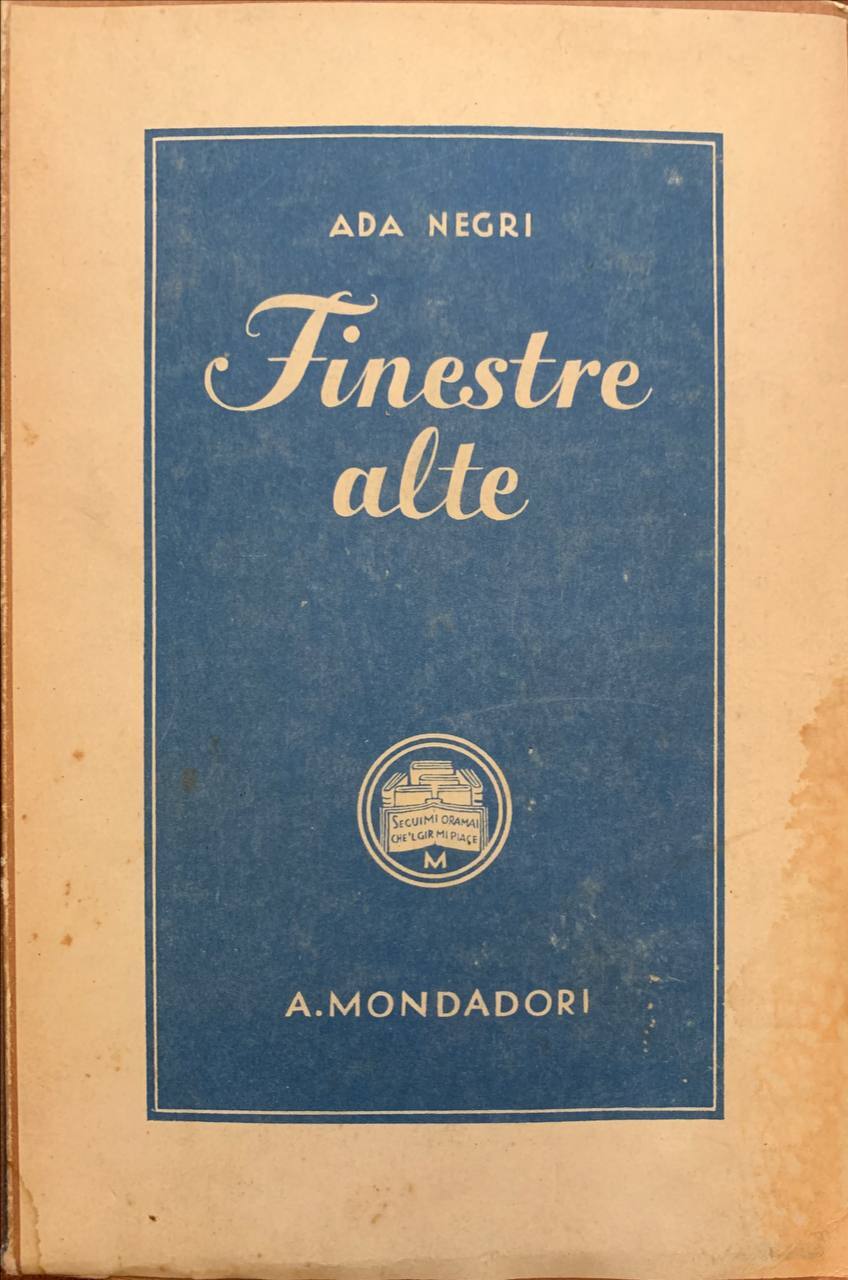 ADA NEGRI
Finestre
alte
SEGUIMI ORAMAI
CHE'L GIR MI PIACE
M
A.MONDADORI